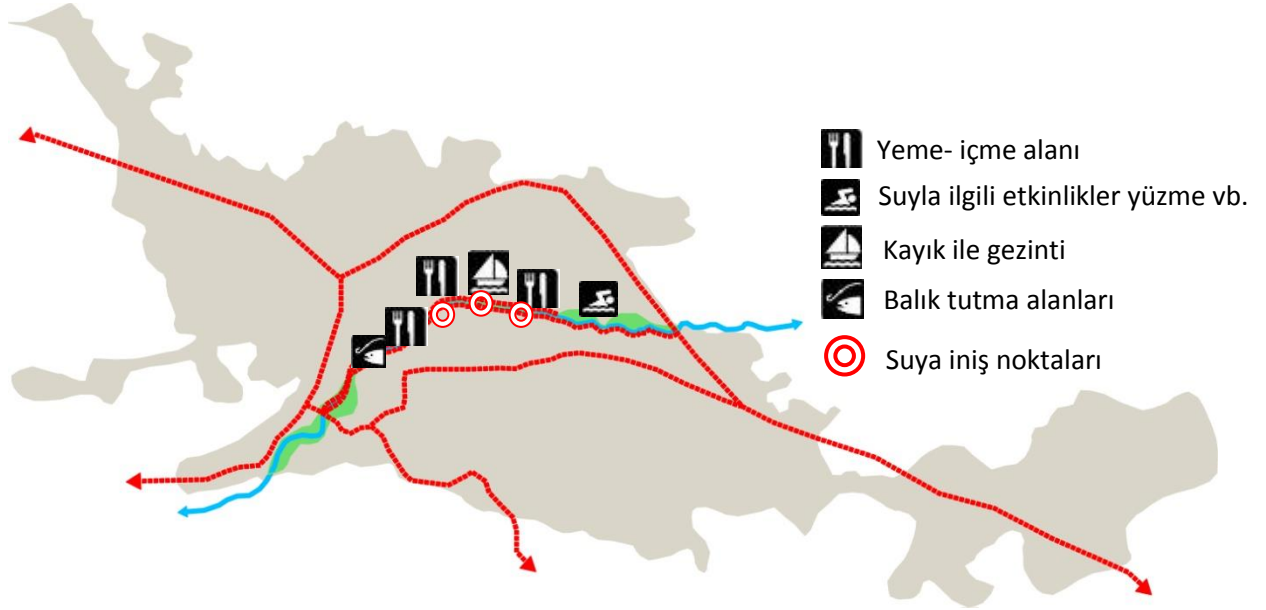 Yeme- içme alanı
Suyla ilgili etkinlikler yüzme vb.
Kayık ile gezinti
Balık tutma alanları
Suya iniş noktaları